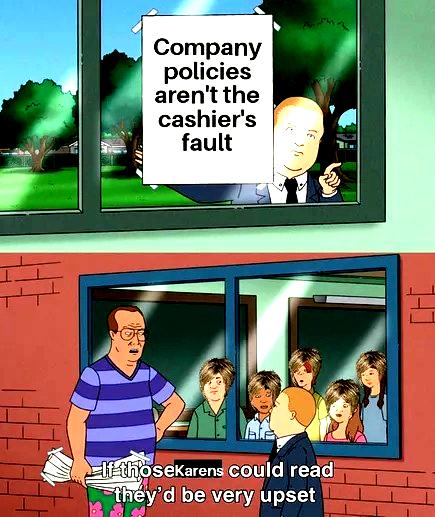 Company
policies
aren't the
cashier's
fault
If those Karens could read
they'd be very upset